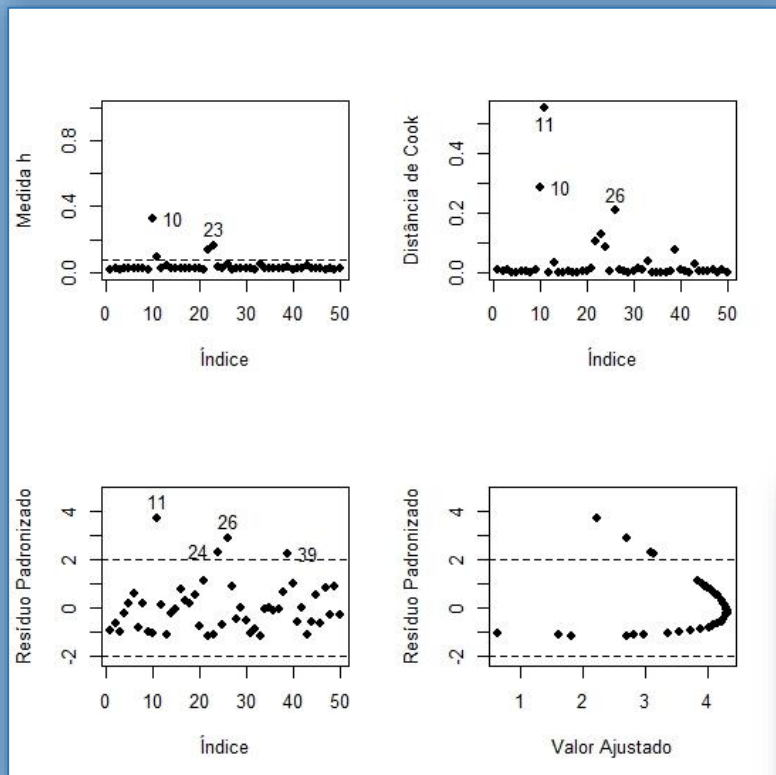 Medida h
0.0
0.4
0.8
10
23
0 10 20 30 40 50
Índice
Distância de Cook
0.0
0.2
0.4
11
10
26
0 10 20 30 40 50
Índice
Resíduo Padronizado
-2
0
2
4
11
26
24
39
0 10 20 30 40 50
Índice
Resíduo Padronizado
-2
0
2
4
1 2 3 4
Valor Ajustado